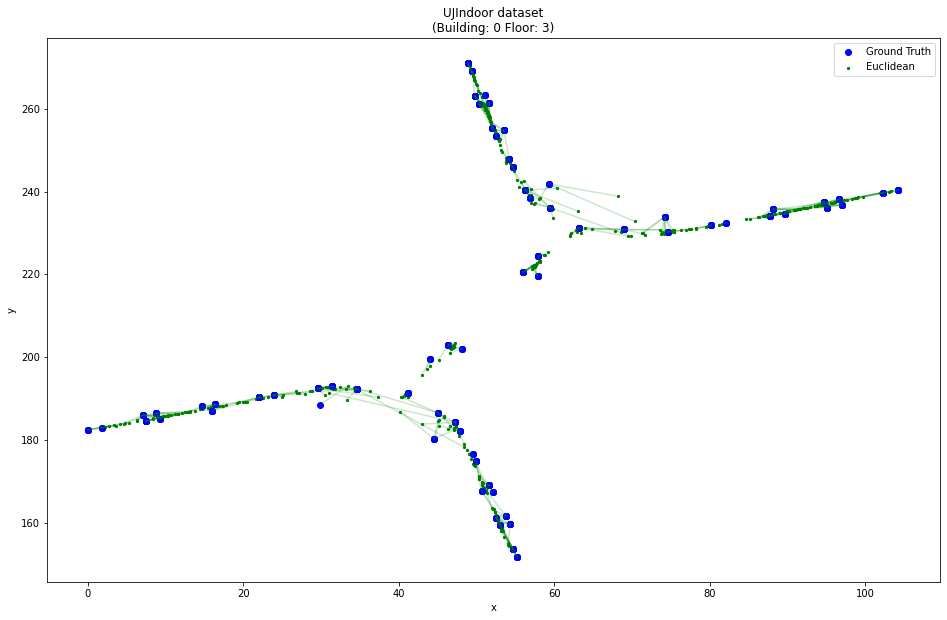 UJIndoor dataset
(Building: 0 Floor: 3)
Ground Truth
Euclidean
260
240
y
220
200
180
160
0 20 40 60 80 100
x